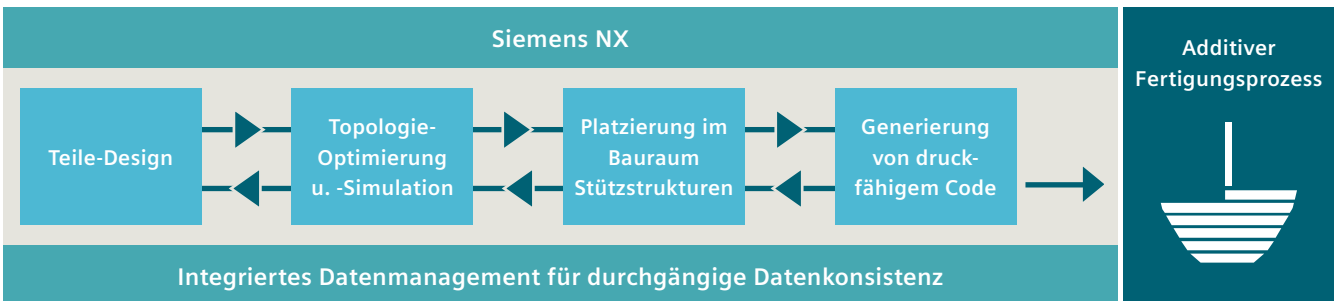 Siemens NX
Teile-Design
Topologie-
Optimierung
u. -Simulation
Platzierung im
Bauraum
Stützstrukturen
Generierung
von druck-
fähigem Code
Integriertes Datenmanagement für durchgängige Datenkonsistenz
Additiver
Fertigungsprozess